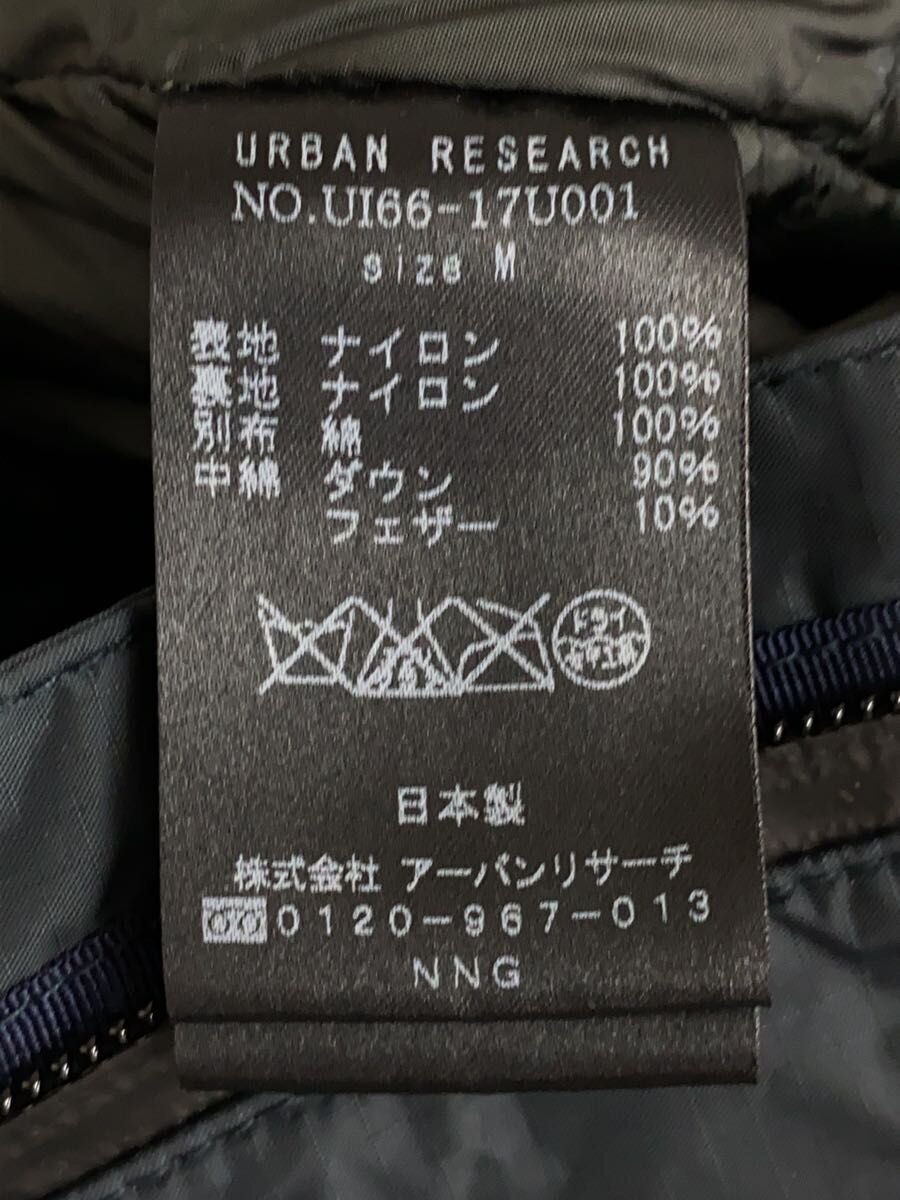 URBAN RESEARCH
NO.UI66-17U001
size M
表地 ナイロン 100%
裏地 ナイロン 100%
別布 綿 100%
中綿 ダウン 90%
フェザー 10%
ドライ
日本製
株式会社 アーバンリサーチ
0120-967-013
NNG